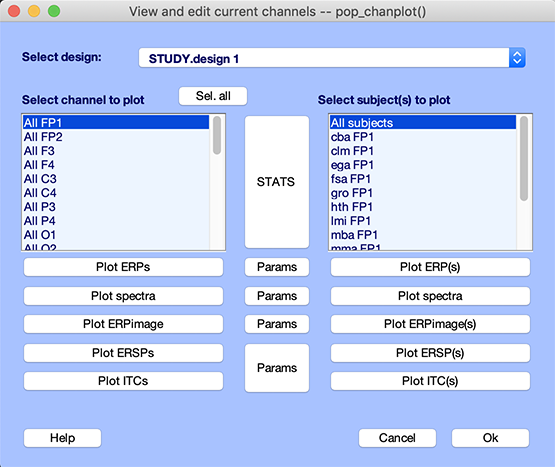 View and edit current channels -- pop_chanplot()
Select design:
STUDY.design 1
Select channel to plot
Sel. all
Select subject(s) to plot
All FP1
All FP2
All F3
All F4
All C3
All C4
All P3
All P4
All O1
All O2
STATS
All subjects
cba FP1
clm FP1
ega FP1
fsa FP1
gro FP1
hth FP1
lmi FP1
mba FP1
mma FP1
Plot ERPs
Params
Plot ERP(s)
Plot spectra
Params
Plot spectra
Plot ERPimage
Params
Plot ERPimage(s)
Plot ERSPs
Params
Plot ERSP(s)
Plot ITCs
Plot ITC(s)
Help
Cancel
Ok